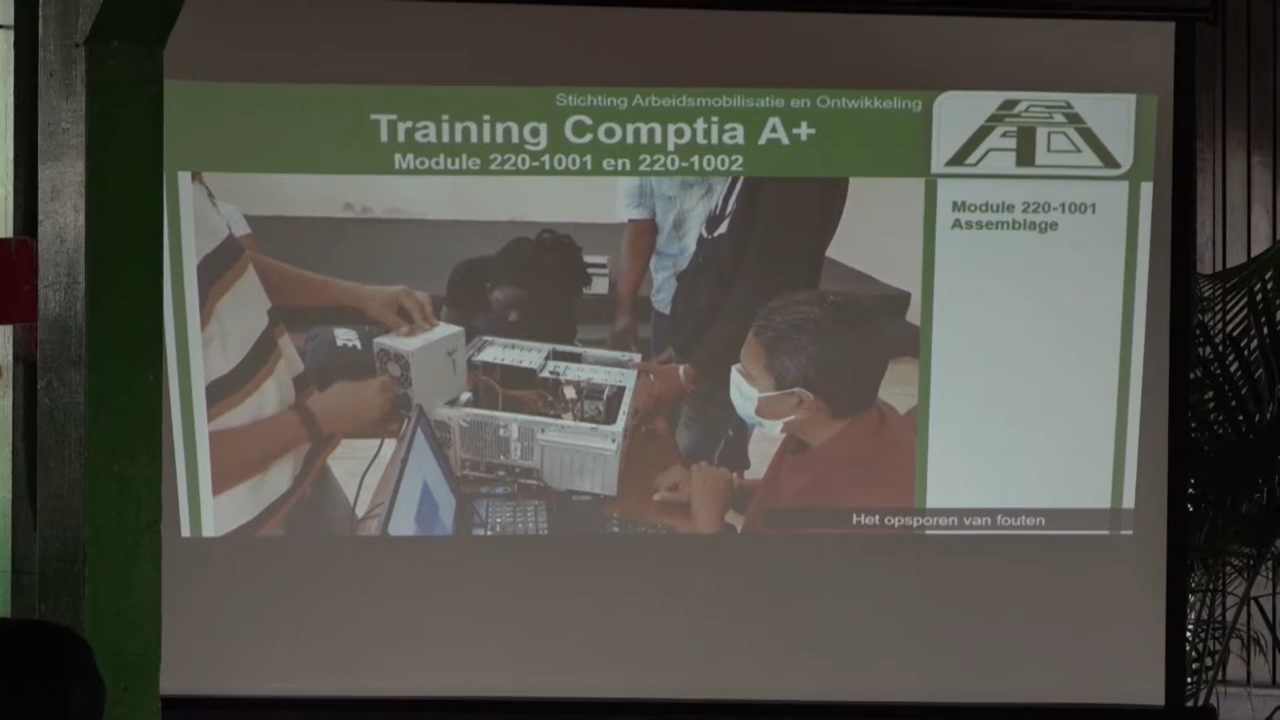 Stichting Arbeidsmobilisatie en Ontwikkeling
Training Comptia A+
Module 220-1001 en 220-1002
SAO
Module 220-1001
Assemblage
Het opsporen van fouten